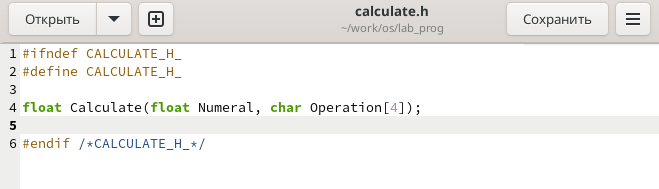 Открыть
calculate.h
~/work/os/lab_prog
Сохранить
1 #ifndef CALCULATE_H_
2 #define CALCULATE_H_
3
4 float Calculate(float Numeral, char Operation[4]);
5
6 #endif /*CALCULATE_H_*/